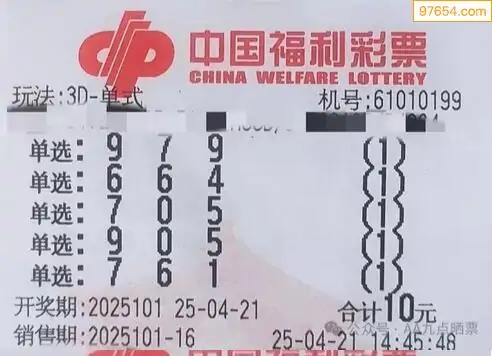 97654.com
中国福利彩票
CHINA WELFARE LOTTERY
玩法:3D-单式 机号:61010199
单选:9 7 9 (1)
单选:6 6 4 (1)
单选:7 0 5 (1)
单选:9 0 5 (1)
单选:7 6 1 (1)
开奖期:2025101 25-04-21 合计10元
销售期:2025101-16 25-04-21 14:45:48
公众号:AA九点晒票